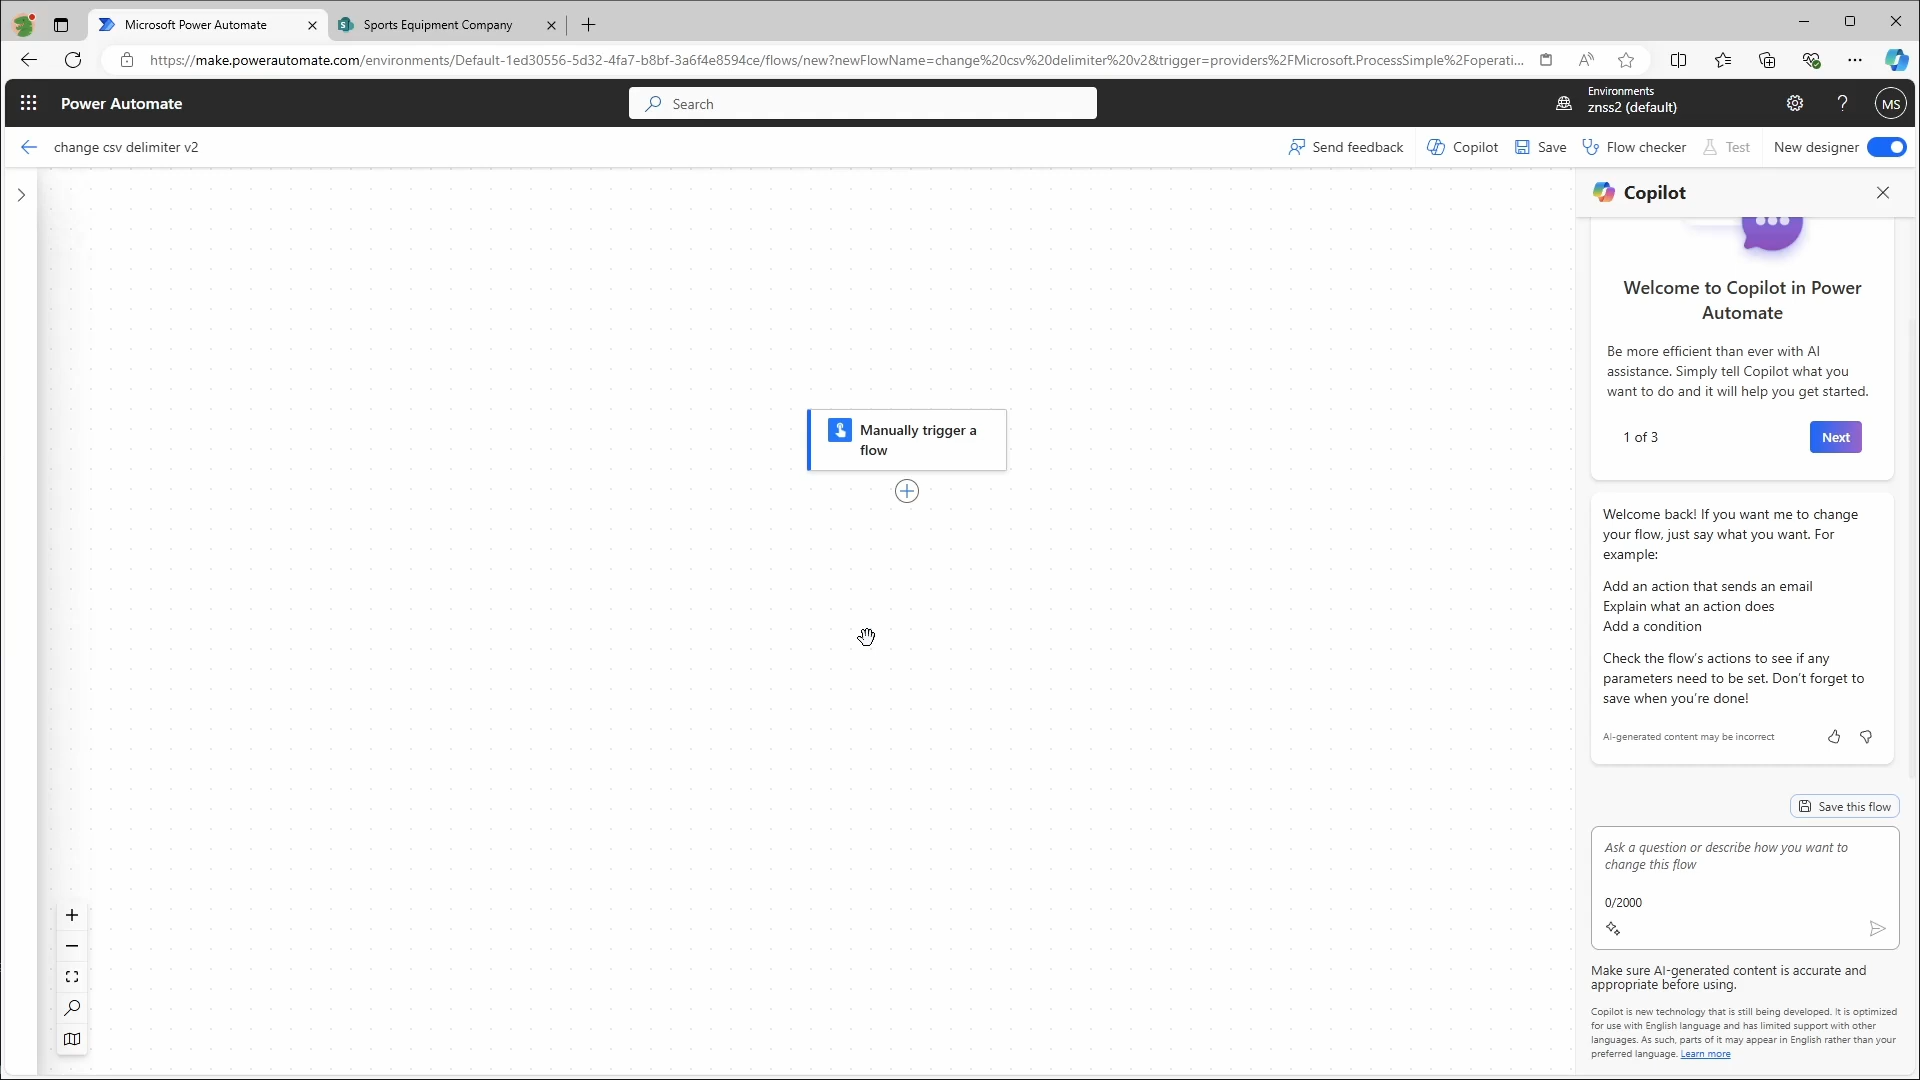 Microsoft Power Automate
Sports Equipment Company
https://make.powerautomate.com/environments/Default-1ed30556-5d32-4fa7-b8bf-3a6f4e8594ce/flows/new?newFlowName=change%20csv%20delimiter%20v2&trigger=providers%2FMicrosoft.ProcessSimple%2Foperati...
Power Automate
Search
Environments
znss2 (default)
MS
change csv delimiter v2
Send feedback
Copilot
Save
Flow checker
Test
New designer
Copilot
Welcome to Copilot in Power
Automate
Be more efficient than ever with AI
assistance. Simply tell Copilot what you
want to do and it will help you get started.
1 of 3
Next
Manually trigger a
flow
Welcome back! If you want me to change
your flow, just say what you want. For
example:
Add an action that sends an email
Explain what an action does
Add a condition
Check the flow's actions to see if any
parameters need to be set. Don't forget to
save when you're done!
AI-generated content may be incorrect
Save this flow
Ask a question or describe how you want to
change this flow
0/2000
Make sure AI-generated content is accurate and
appropriate before using.
Copilot is new technology that is still being developed. It is optimized
for use with English language and has limited support with other
languages. As such, parts of it may appear in English rather than your
preferred language. Learn more